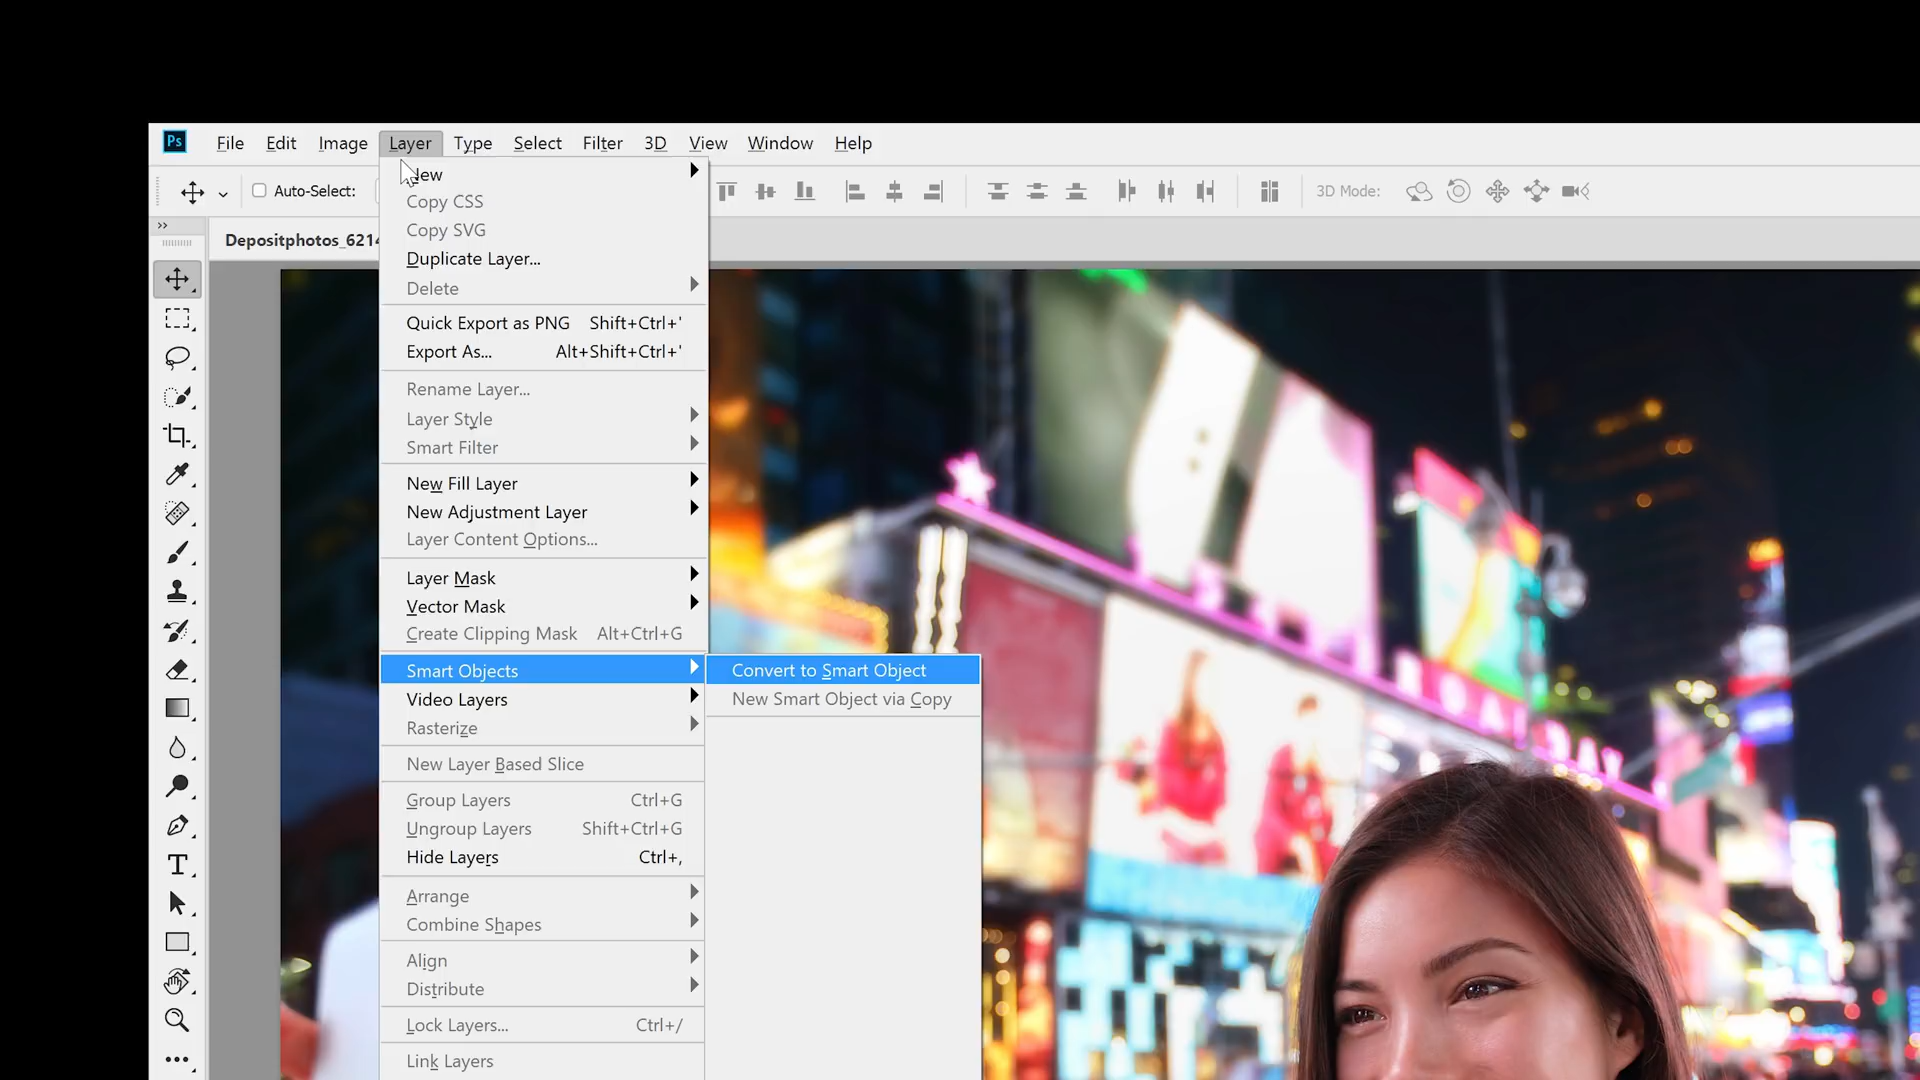 Ps File Edit Image Layer Type Select Filter 3D View Window Help
Auto-Select:
3D Mode:
Depositphotos_6214
Copy CSS
Copy SVG
Duplicate Layer...
Delete
Quick Export as PNG Shift+Ctrl+'
Export As... Alt+Shift+Ctrl+'
Rename Layer...
Layer Style
Smart Filter
New Fill Layer
New Adjustment Layer
Layer Content Options...
Layer Mask
Vector Mask
Create Clipping Mask Alt+Ctrl+G
Smart Objects
Convert to Smart Object
Video Layers
New Smart Object via Copy
Rasterize
New Layer Based Slice
Group Layers Ctrl+G
Ungroup Layers Shift+Ctrl+G
Hide Layers Ctrl+,
Arrange
Combine Shapes
Align
Distribute
Lock Layers... Ctrl+/
Link Layers